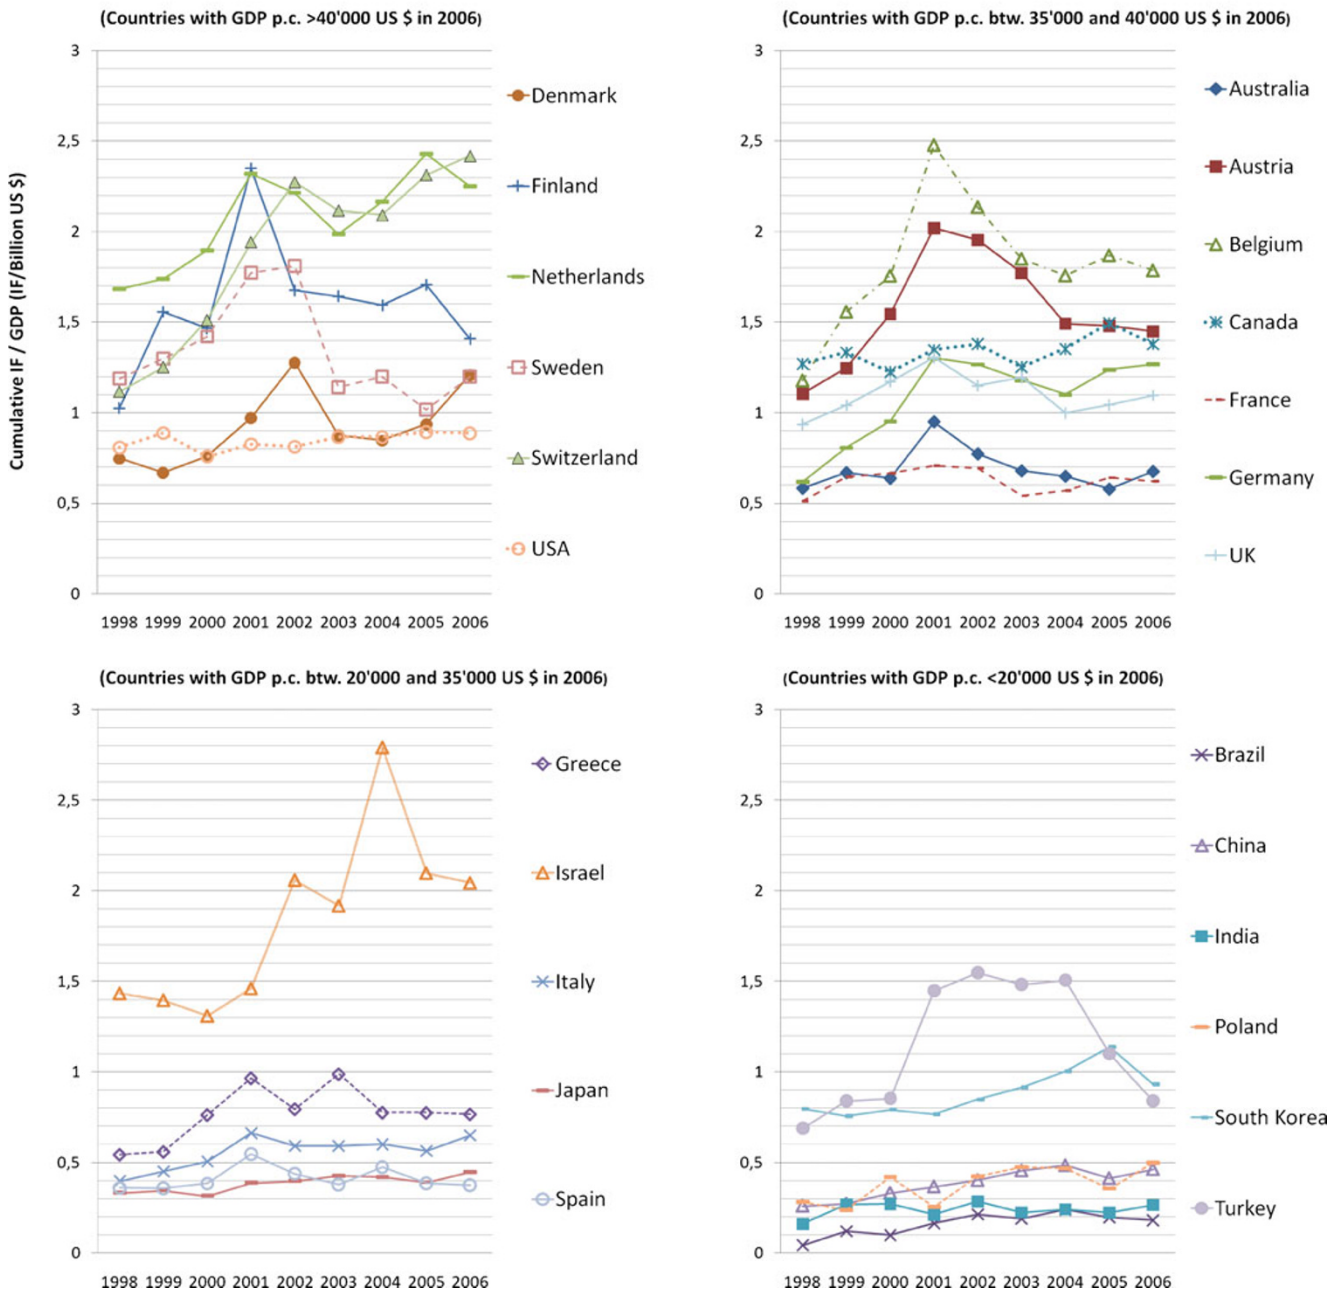 (Countries with GDP p.c. >40'000 US $ in 2006)
Cumulative IF / GDP (IF/Billion US $)
3
2,5
2
1,5
1
0,5
0
1998 1999 2000 2001 2002 2003 2004 2005 2006
Denmark
Finland
Netherlands
Sweden
Switzerland
USA
(Countries with GDP p.c. btw. 35'000 and 40'000 US $ in 2006)
3
2,5
2
1,5
1
0,5
0
1998 1999 2000 2001 2002 2003 2004 2005 2006
Australia
Austria
Belgium
Canada
France
Germany
UK
(Countries with GDP p.c. btw. 20'000 and 35'000 US $ in 2006)
3
2,5
2
1,5
1
0,5
0
1998 1999 2000 2001 2002 2003 2004 2005 2006
Greece
Israel
Italy
Japan
Spain
(Countries with GDP p.c. <20'000 US $ in 2006)
3
2,5
2
1,5
1
0,5
0
1998 1999 2000 2001 2002 2003 2004 2005 2006
Brazil
China
India
Poland
South Korea
Turkey